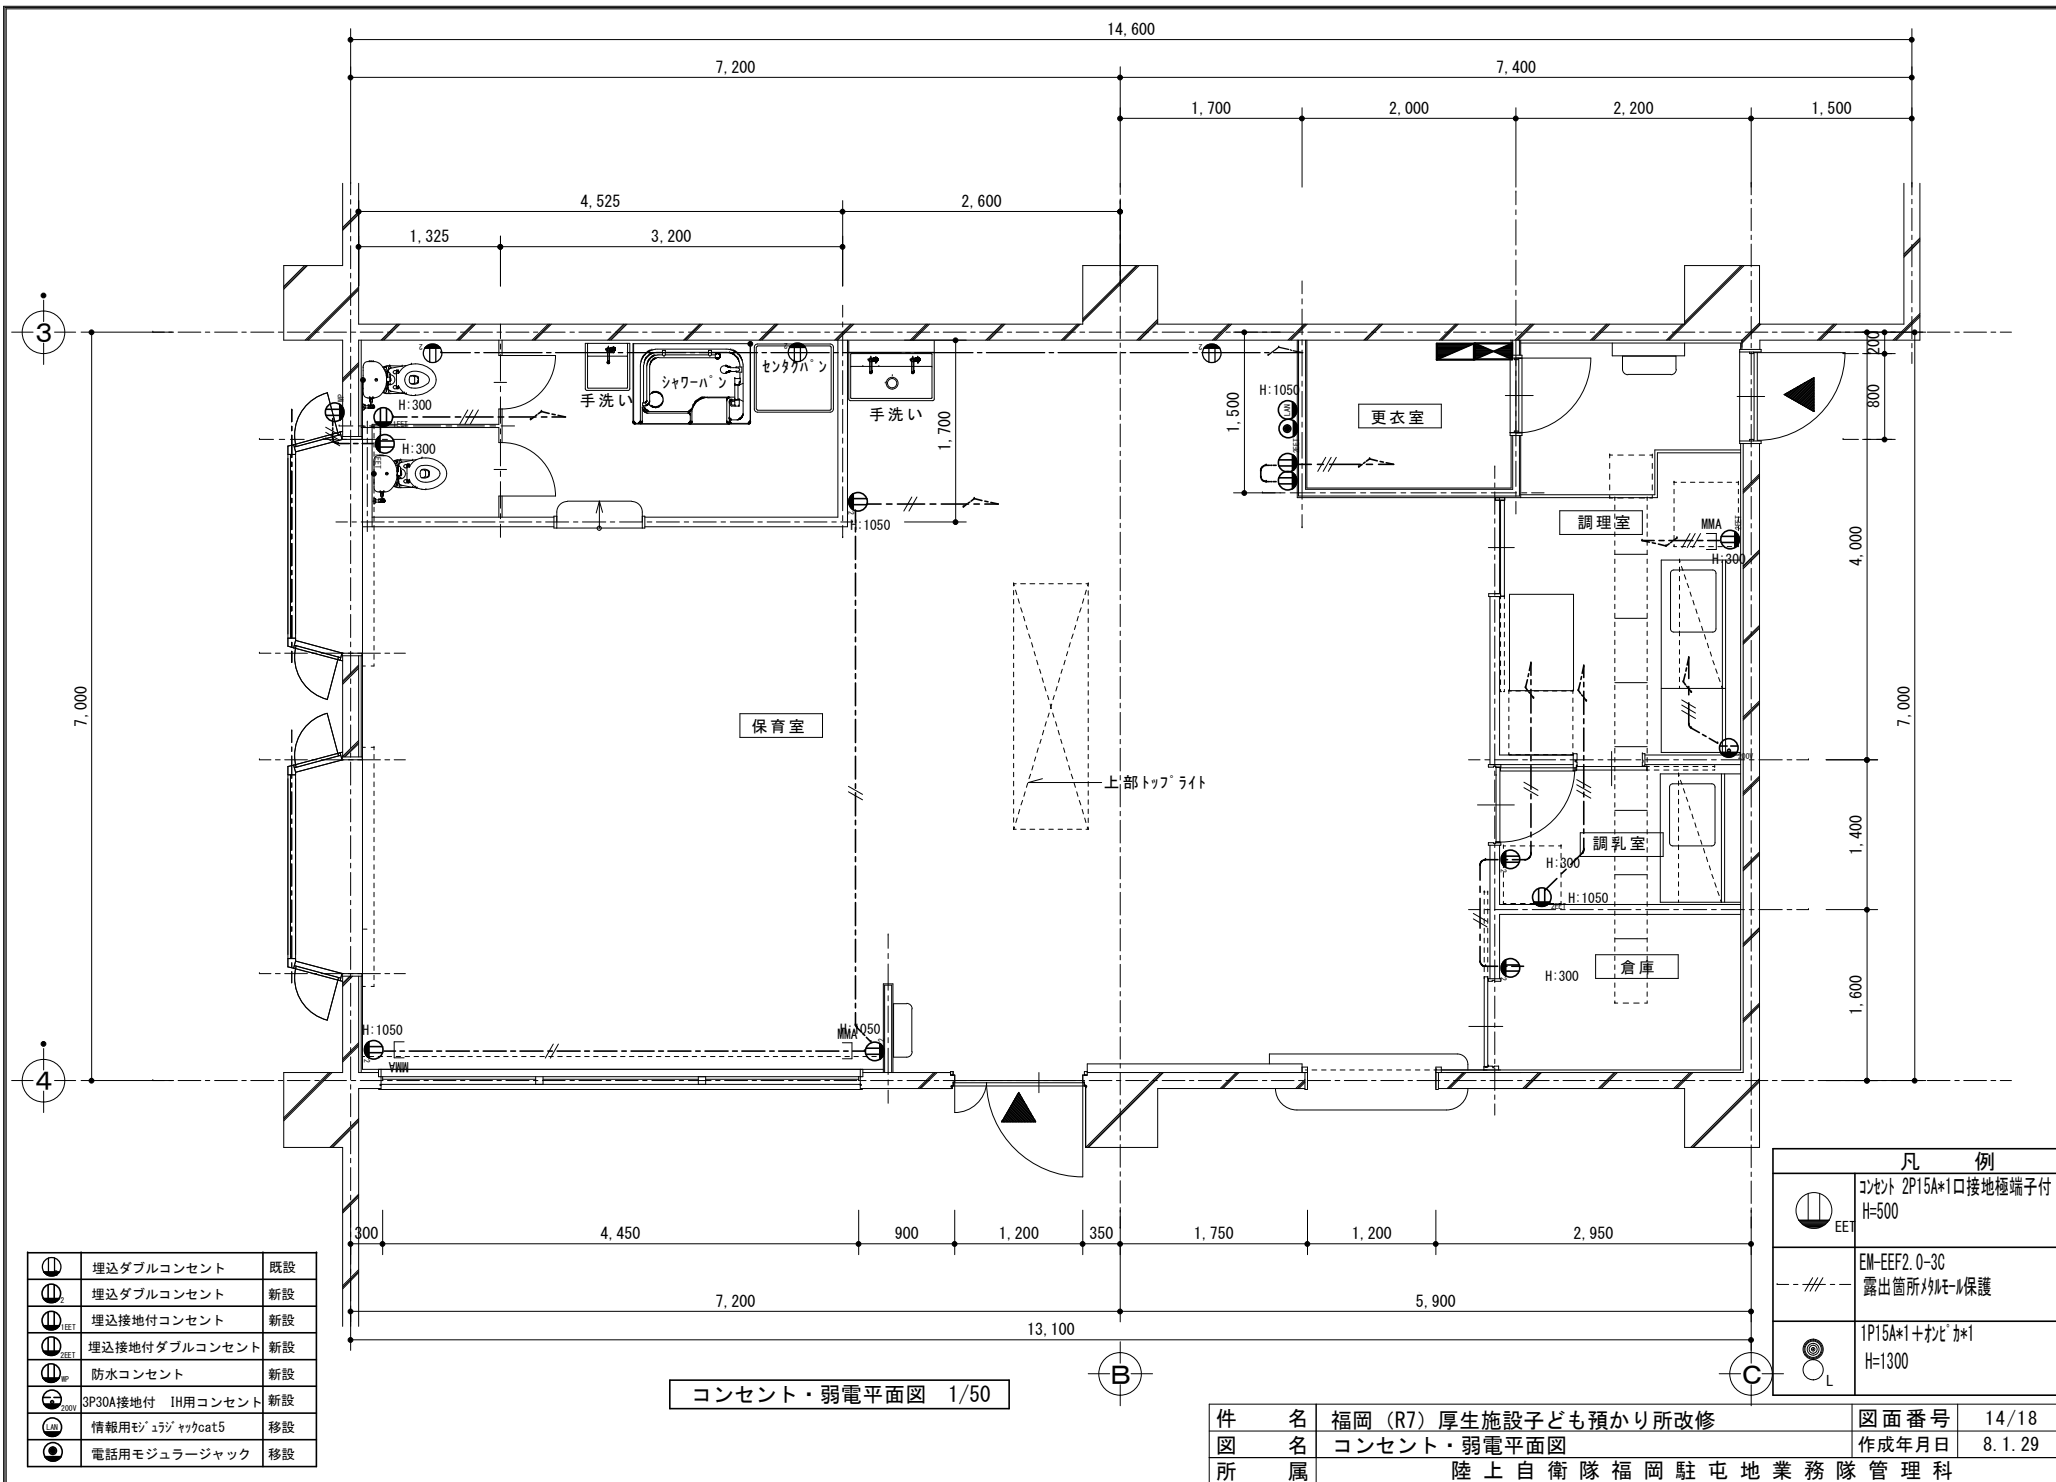 14,600
7,200
7,400
1,700
2,000
2,200
1,500
4,525
2,600
1,325
3,200
3
200
800
7,000
2
2
2
シャワーパン
センタクパン
手洗い
手洗い
H:300
H:300
1,700
H:1050
LAN
1,500
更衣室
H:1050
調理室
MMA
H:300
4,000
7,000
保育室
上部トップライト
200V
調乳室
H:300
H:1050
1,400
倉庫
H:300
1,600
H:1050
MMA
MMA
H:1050
4
300
4,450
900
1,200
350
1,750
1,200
2,950
7,200
5,900
13,100
B
C
コンセント・弱電平面図 1/50
埋込ダブルコンセント 既設
2 埋込ダブルコンセント 新設
1EET 埋込接地付コンセント 新設
2EET 埋込接地付ダブルコンセント 新設
WP 防水コンセント 新設
200V 3P30A接地付 IH用コンセント 新設
LAN 情報用モジュラジャックcat5 移設
電話用モジュラージャック 移設
凡 例
EET コンセント 2P15A*1口接地極端子付
H=500
EM-EEF2.0-3C
露出箇所メタルモール保護
1P15A*1+オンピカ*1
H=1300
L
件 名 福岡(R7)厚生施設子ども預かり所改修 図面番号 14/18
図 名 コンセント・弱電平面図 作成年月日 8.1.29
所 属 陸上自衛隊福岡駐屯地業務隊管理科